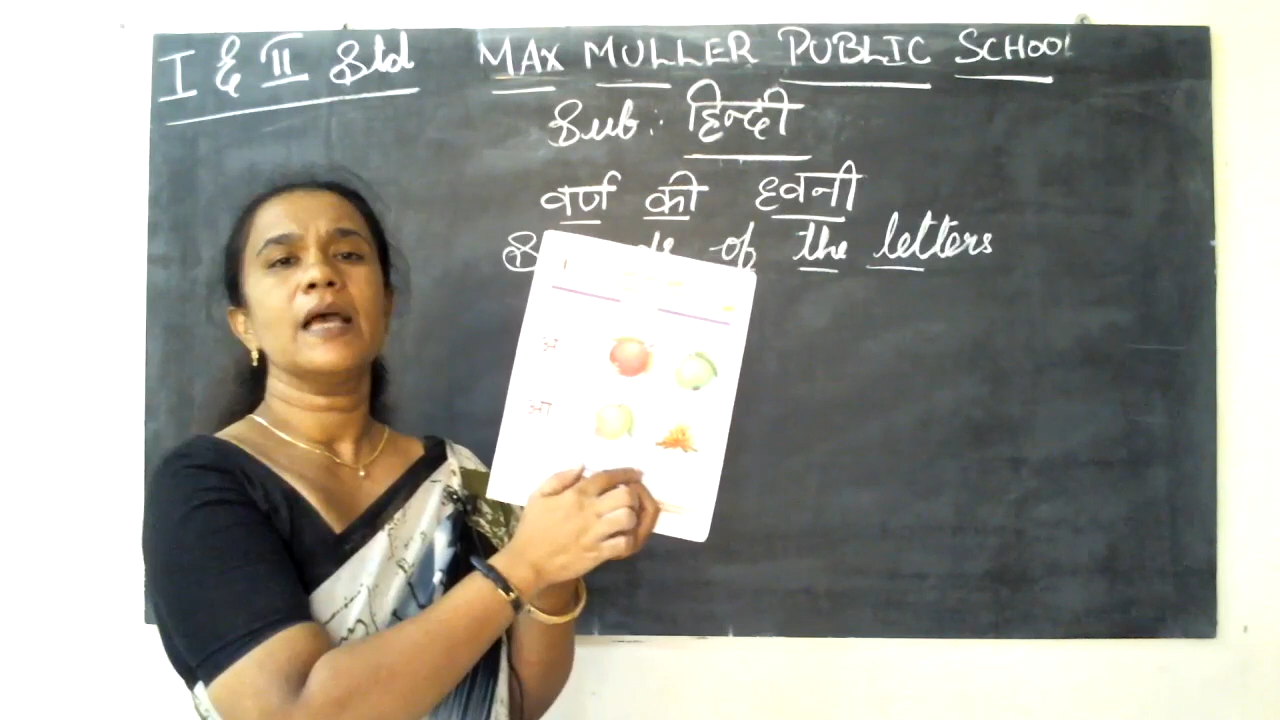 I & II Std MAX MULLER PUBLIC SCHOOL
Sub: हिन्दी
वर्ण की ध्वनी
of the letters
अ
आ